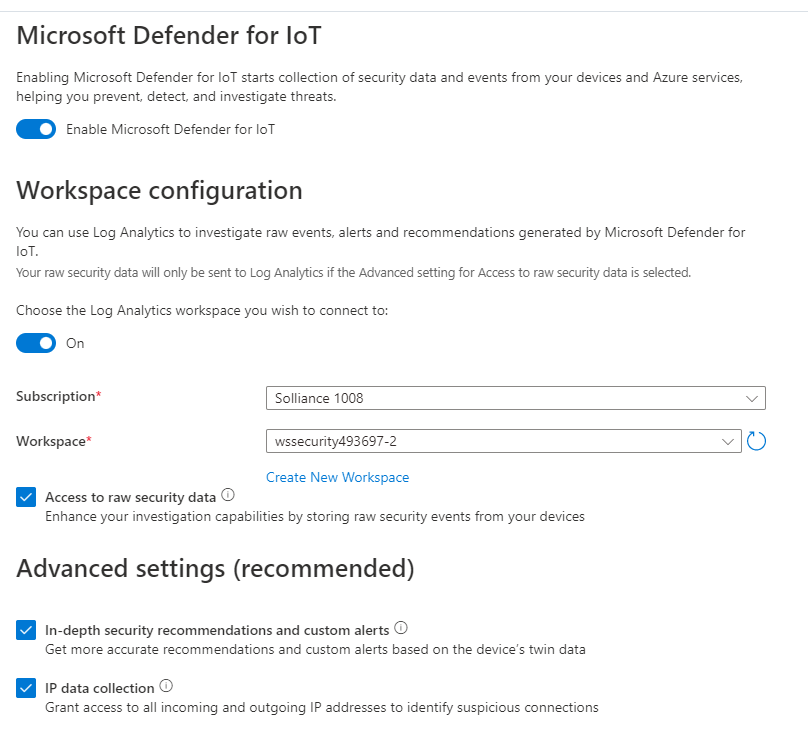 Microsoft Defender for IoT
Enabling Microsoft Defender for IoT starts collection of security data and events from your devices and Azure services,
helping you prevent, detect, and investigate threats.
Enable Microsoft Defender for IoT
Workspace configuration
You can use Log Analytics to investigate raw events, alerts and recommendations generated by Microsoft Defender for
IoT.
Your raw security data will only be sent to Log Analytics if the Advanced setting for Access to raw security data is selected.
Choose the Log Analytics workspace you wish to connect to:
On
Subscription* Solliance 1008
Workspace* wssecurity493697-2
Create New Workspace
Access to raw security data
Enhance your investigation capabilities by storing raw security events from your devices
Advanced settings (recommended)
In-depth security recommendations and custom alerts
Get more accurate recommendations and custom alerts based on the device's twin data
IP data collection
Grant access to all incoming and outgoing IP addresses to identify suspicious connections